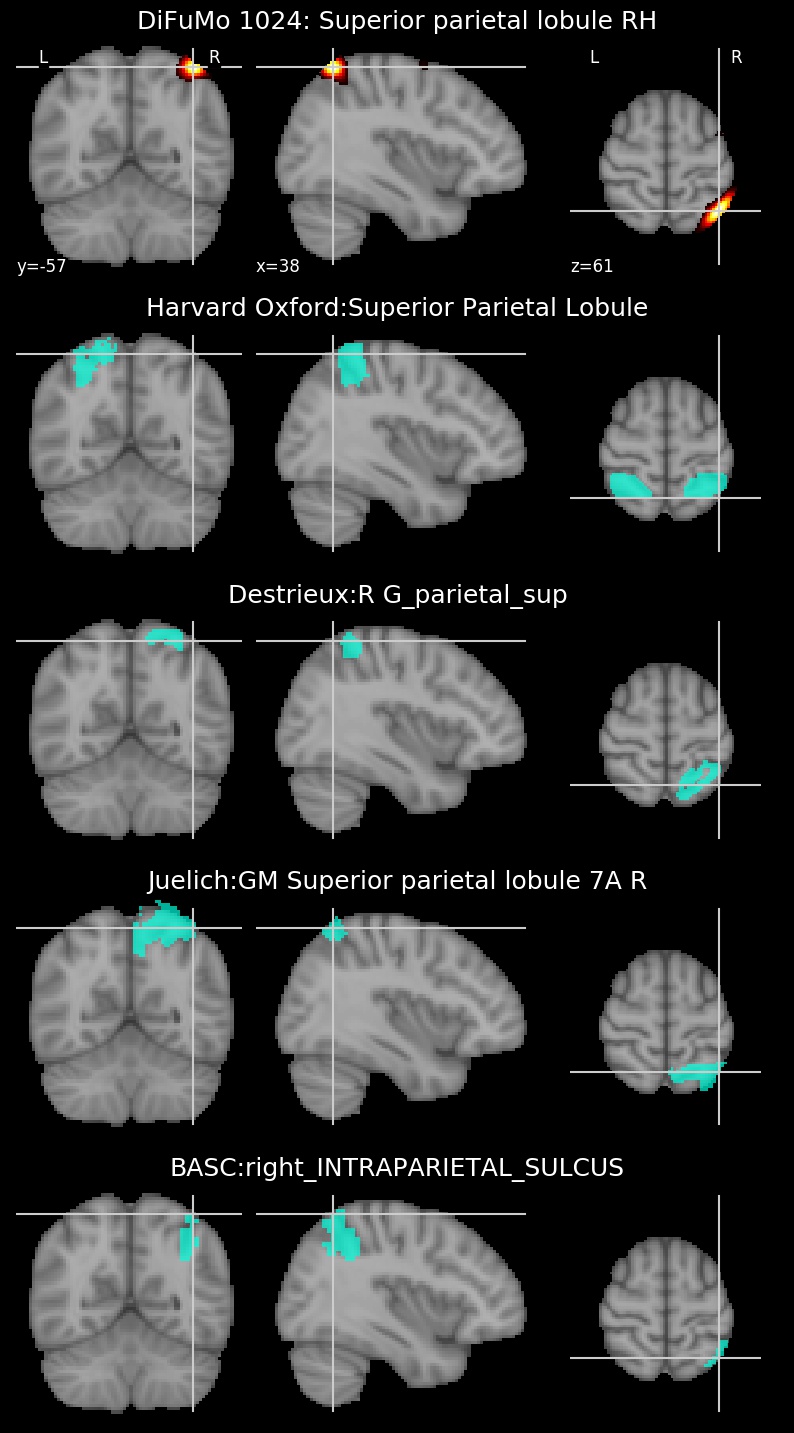 DiFuMo 1024: Superior parietal lobule RH
L R L R
y=-57 x=38 z=61
Harvard Oxford:Superior Parietal Lobule
Destrieux:R G_parietal_sup
Juelich:GM Superior parietal lobule 7A R
BASC:right_INTRAPARIETAL_SULCUS